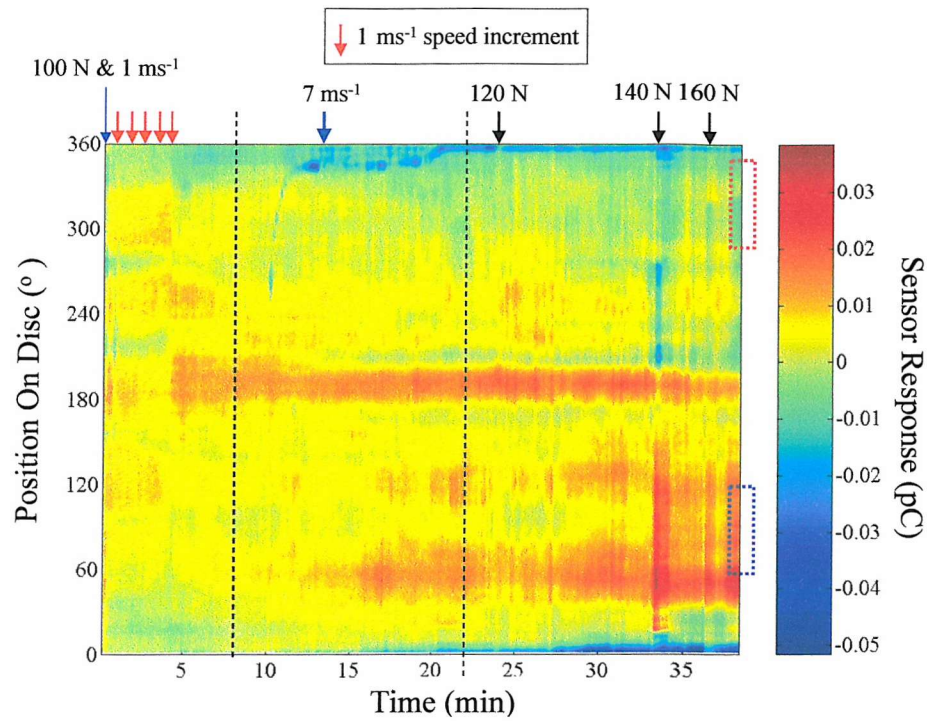 1 ms⁻¹ speed increment
100 N & 1 ms⁻¹
7 ms⁻¹
120 N
140 N 160 N
360
300
240
180
120
60
0
Position On Disc (°)
5
10
15
20
25
30
35
Time (min)
0.03
0.02
0.01
0
-0.01
-0.02
-0.03
-0.04
-0.05
Sensor Response (pC)